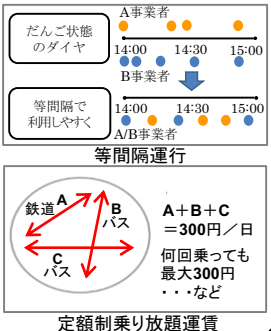 A事業者
だんご状態
のダイヤ
14:00 14:30 15:00
B事業者
等間隔で
利用しやすく
14:00 14:30 15:00
A/B事業者
等間隔運行
鉄道 A
B
バス
C
バス
A+B+C
＝300円／日
何回乗っても
最大300円
・・・など
定額制乗り放題運賃